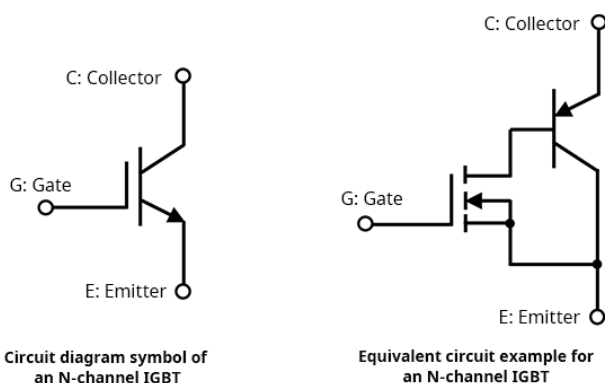 C: Collector
G: Gate
E: Emitter
Circuit diagram symbol of
an N-channel IGBT
C: Collector
G: Gate
E: Emitter
Equivalent circuit example for
an N-channel IGBT